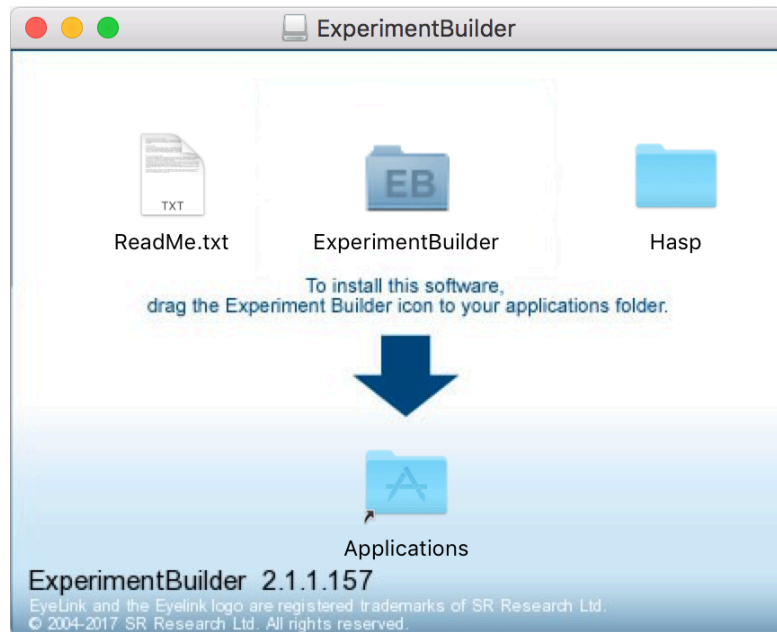 ExperimentBuilder
TXT
EB
ReadMe.txt
ExperimentBuilder
Hasp
To install this software,
drag the Experiment Builder icon to your applications folder.
Applications
ExperimentBuilder 2.1.1.157
EyeLink and the Eyelink logo are registered trademarks of SR Research Ltd.
© 2004-2017 SR Research Ltd. All rights reserved.